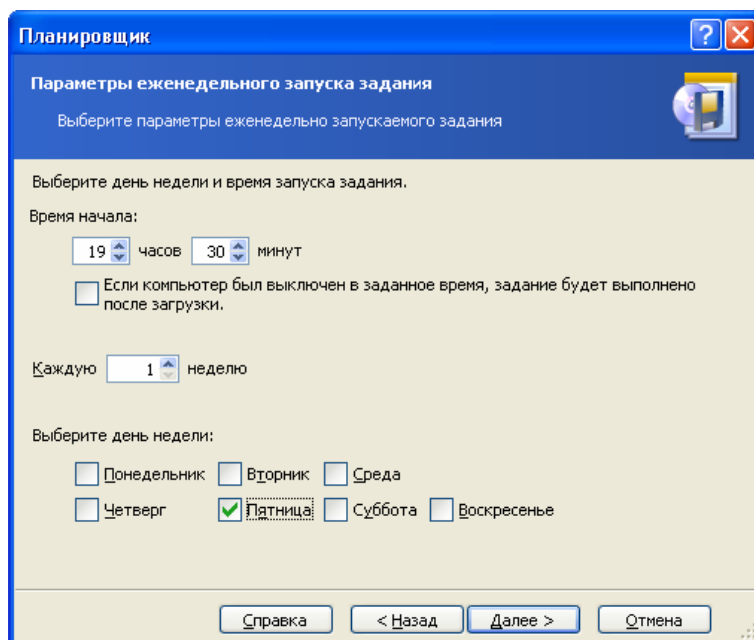 Планировщик
Параметры еженедельного запуска задания
Выберите параметры еженедельно запускаемого задания
Выберите день недели и время запуска задания.
Время начала:
19 часов 30 минут
Если компьютер был выключен в заданное время, задание будет выполнено
после загрузки.
Каждую 1 неделю
Выберите день недели:
Понедельник Вторник Среда
Четверг Пятница Суббота Воскресенье
Справка < Назад Далее > Отмена